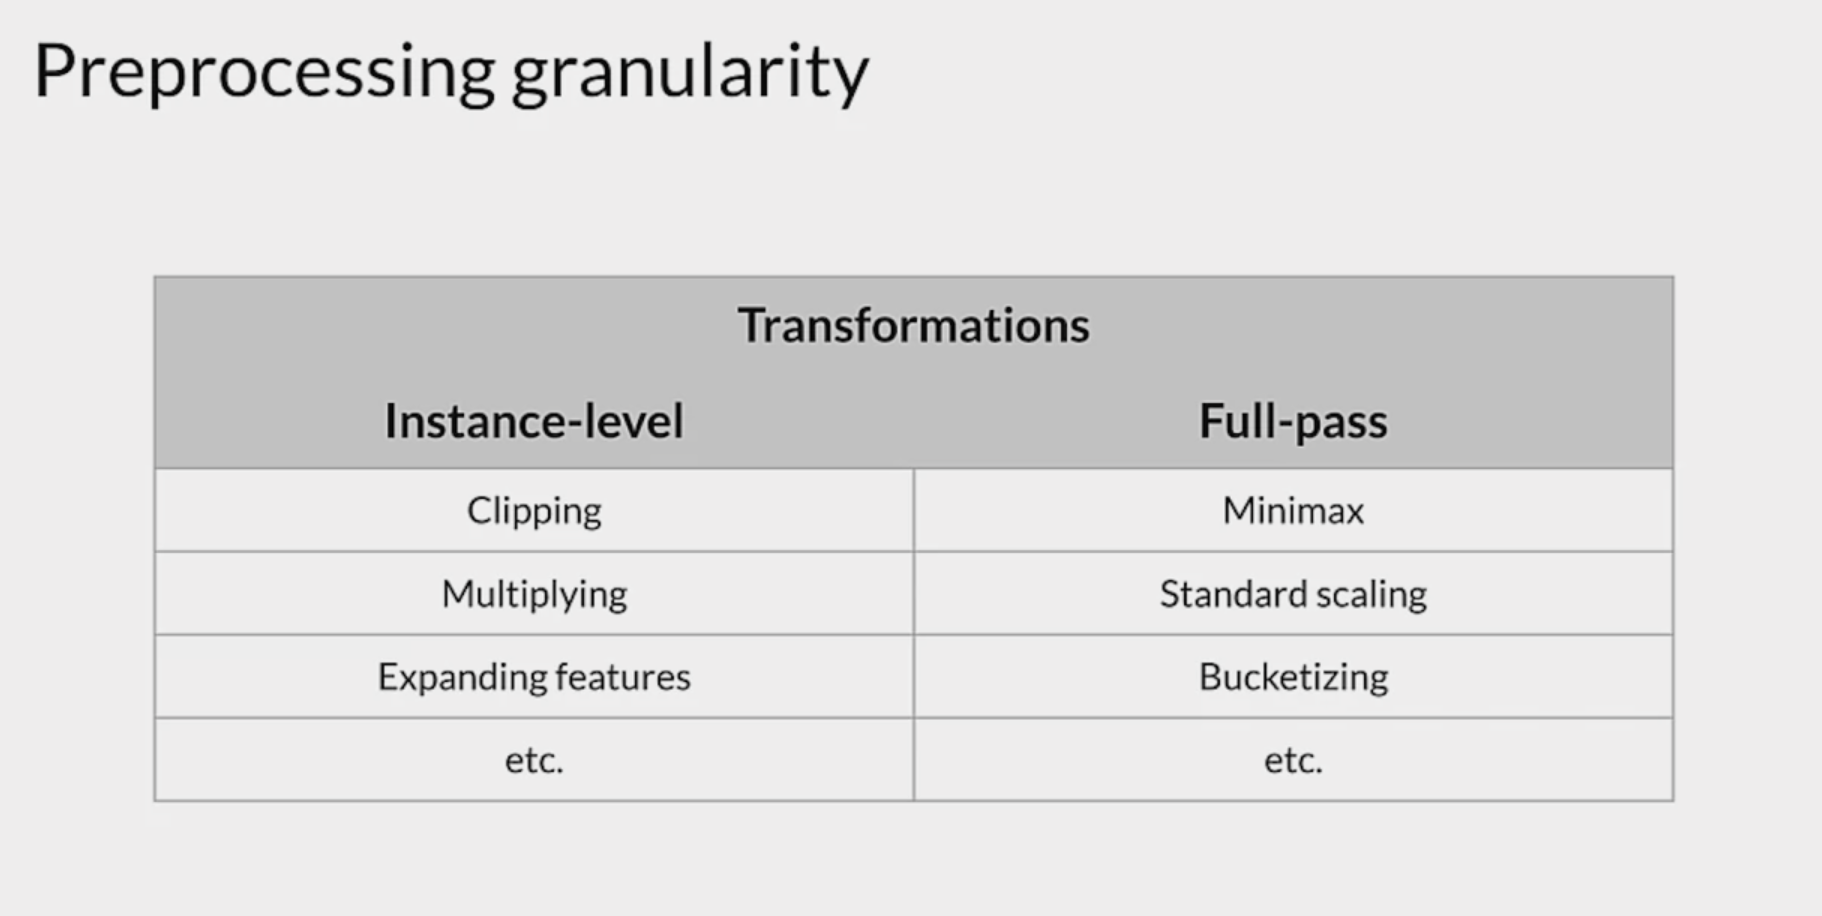 Preprocessing granularity
Transformations
Instance-level Full-pass
Clipping Minimax
Multiplying Standard scaling
Expanding features Bucketizing
etc. etc.